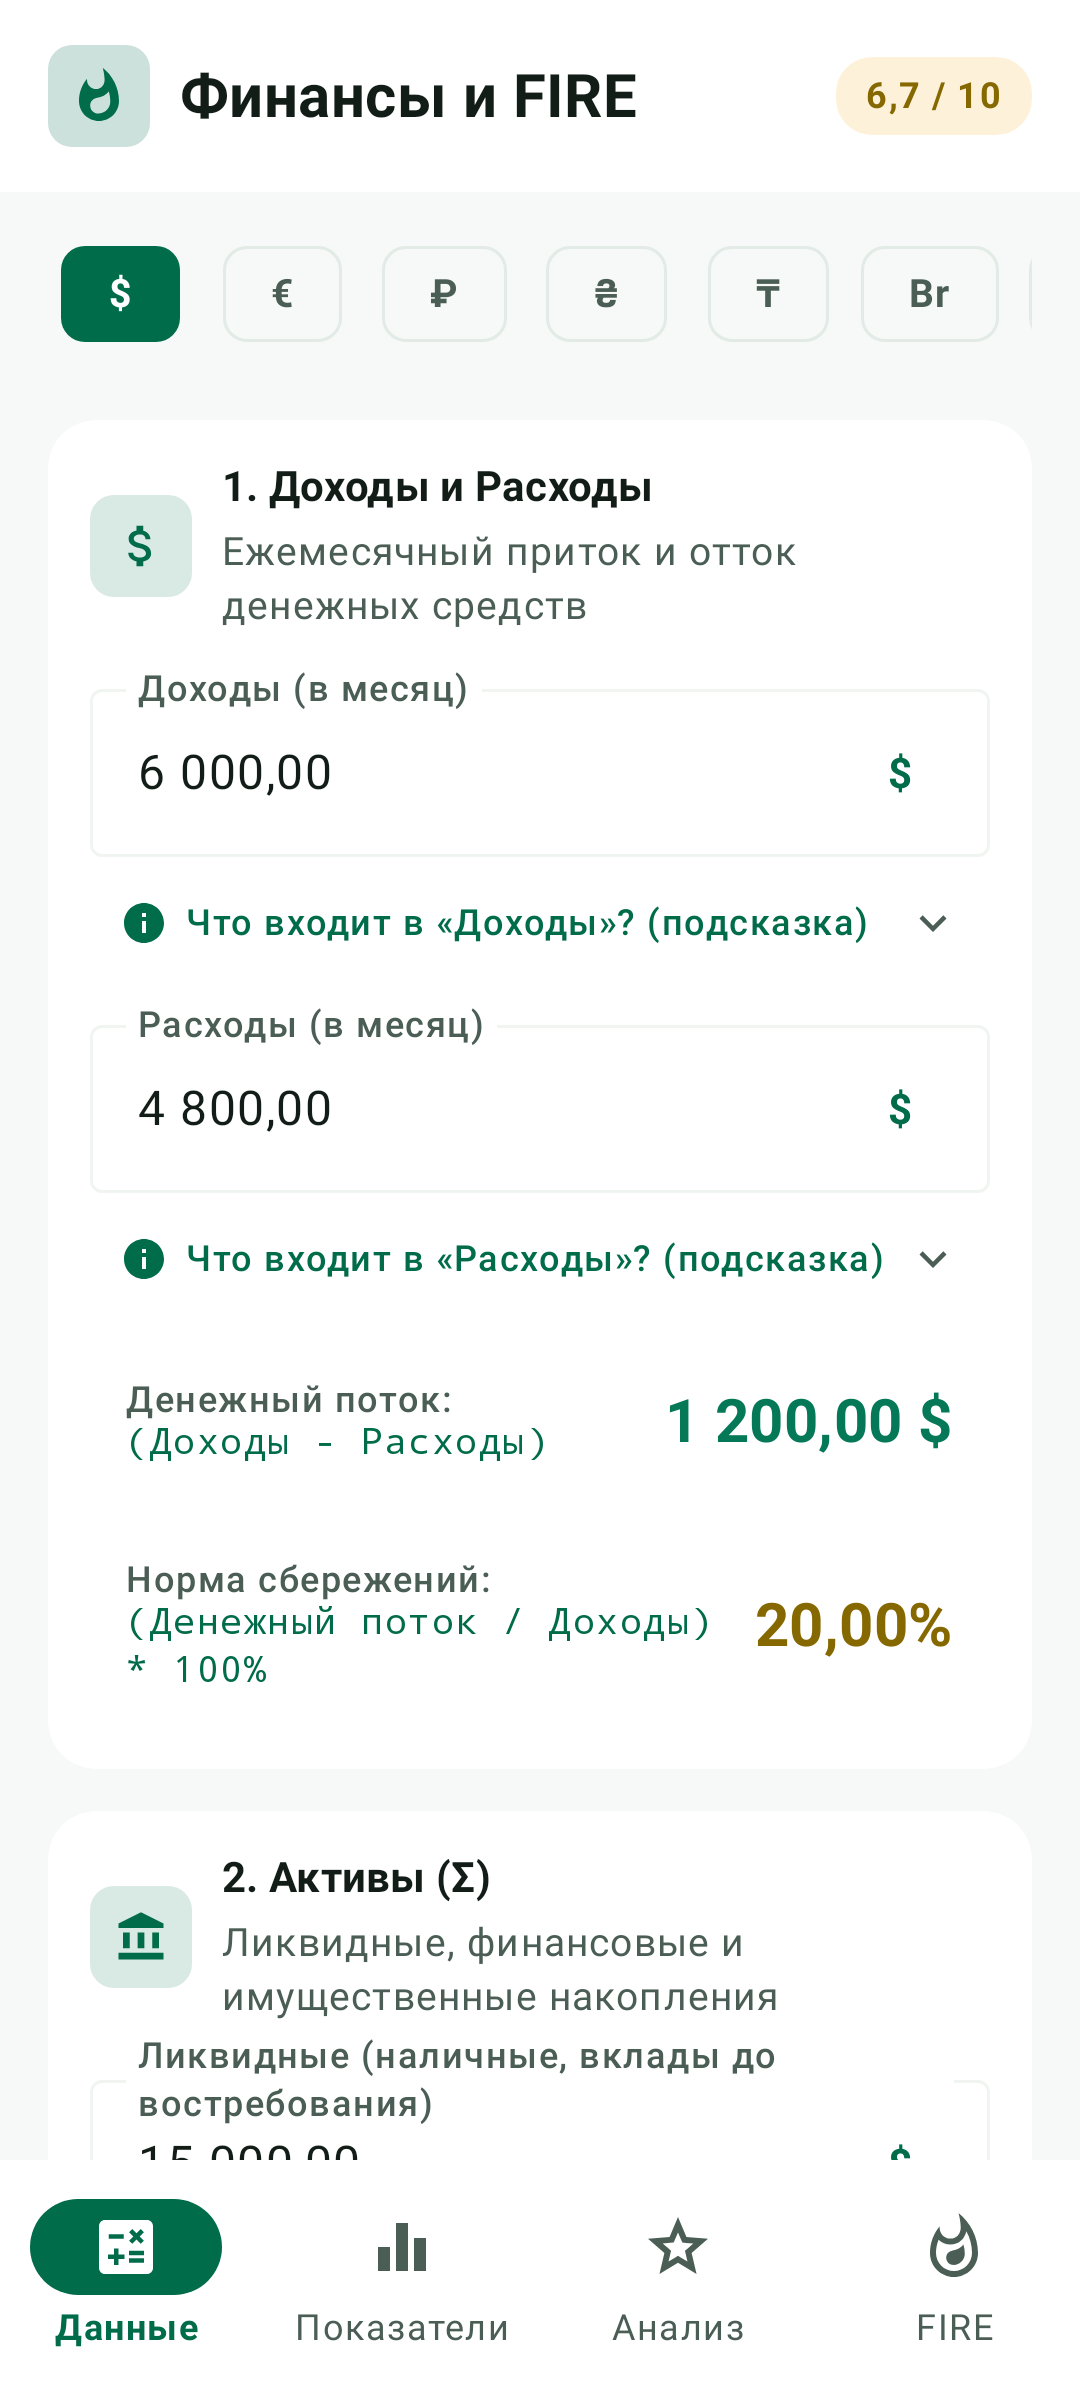 Финансы и FIRE
6,7 / 10
$ € ₽ ₴ ₸ Br
1. Доходы и Расходы
$
Ежемесячный приток и отток
денежных средств
Доходы (в месяц)
6 000,00 $
Что входит в «Доходы»? (подсказка)
Расходы (в месяц)
4 800,00 $
Что входит в «Расходы»? (подсказка)
Денежный поток:
(Доходы - Расходы)
1 200,00 $
Норма сбережений:
(Денежный поток / Доходы)
* 100%
20,00%
2. Активы (Σ)
Ликвидные, финансовые и
имущественные накопления
Ликвидные (наличные, вклады до
востребования)
15 000,00 $
Данные
Показатели
Анализ
FIRE